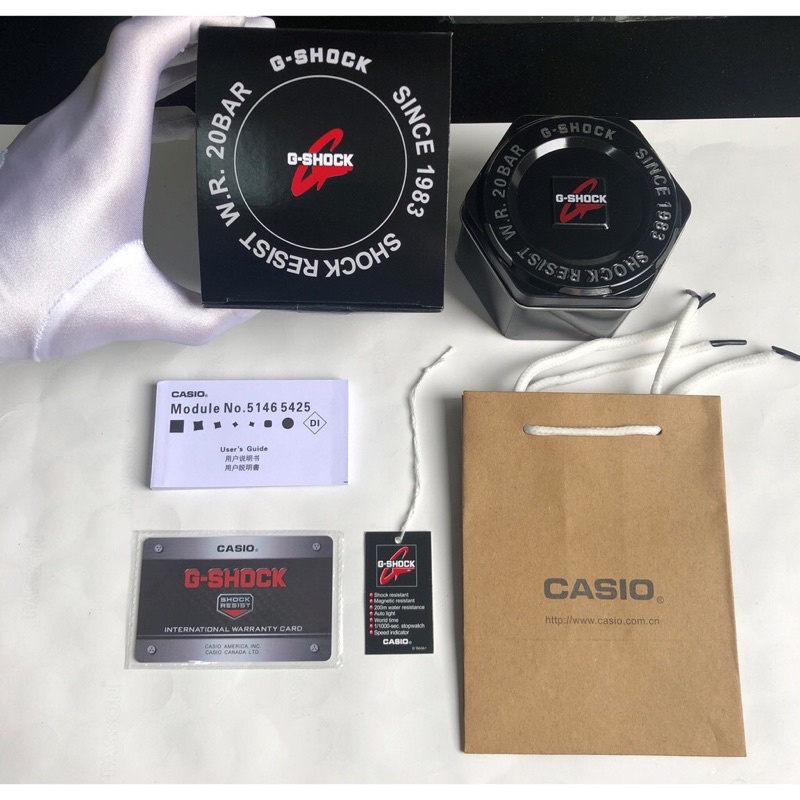 G-SHOCK
SINCE 1983
SHOCK RESIST
W.R. 20BAR
G-SHOCK
G-SHOCK
SINCE 1983
SHOCK RESIST
W.R. 20BAR
G-SHOCK
CASIO®
Module No.5146 5425
DI
User's Guide
用户说明书
用戶說明書
CASIO®
G-SHOCK
SHOCK
RESIST
INTERNATIONAL WARRANTY CARD
CASIO AMERICA, INC.
CASIO CANADA LTD.
G-SHOCK
Shock resistant
Magnetic resistant
200m water resistance
Auto light
World time
1/1000-sec. stopwatch
Speed indicator
CASIO®
CASIO®
http://www.casio.com.cn